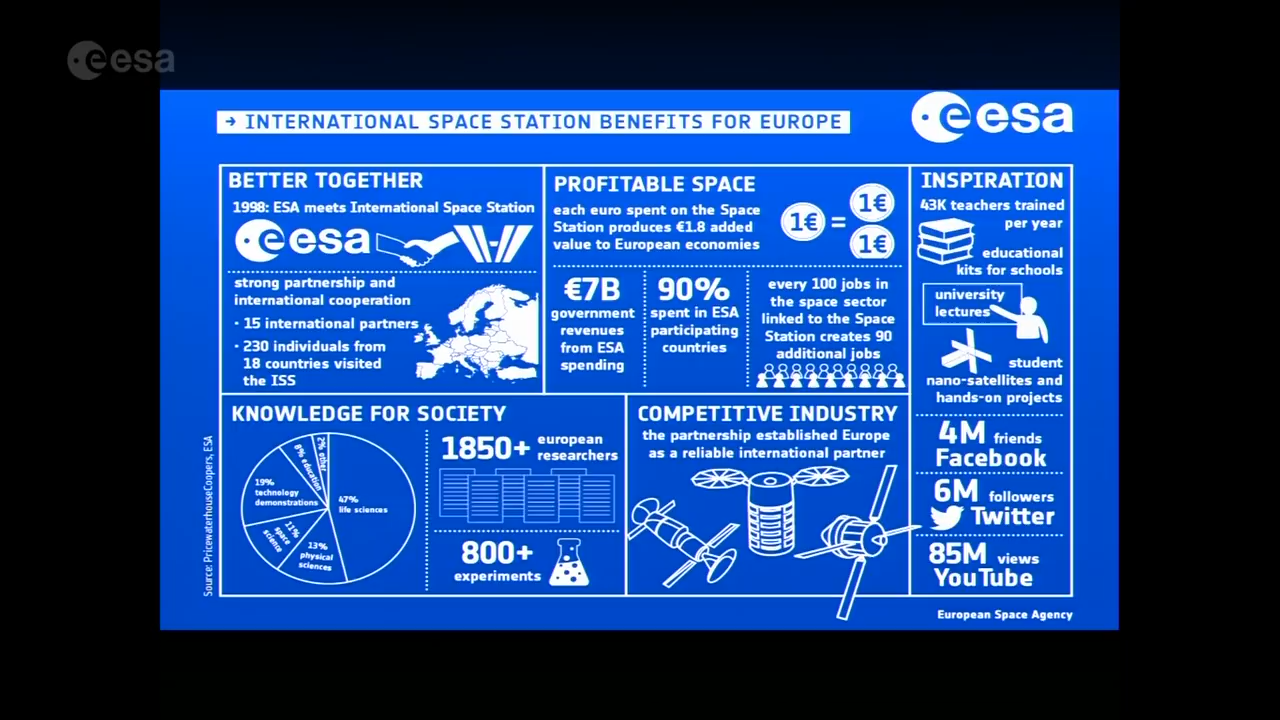 esa
→ INTERNATIONAL SPACE STATION BENEFITS FOR EUROPE
esa
BETTER TOGETHER
1998: ESA meets International Space Station
esa
strong partnership and
international cooperation
· 15 international partners
· 230 individuals from
18 countries visited
the ISS
PROFITABLE SPACE
each euro spent on the Space
Station produces €1.8 added
value to European economies
1€ = 1€
1€
€7B
government
revenues
from ESA
spending
90%
spent in ESA
participating
countries
every 100 jobs in
the space sector
linked to the Space
Station creates 90
additional jobs
INSPIRATION
43K teachers trained
per year
educational
kits for schools
university
lectures
student
nano-satellites and
hands-on projects
4M friends
Facebook
6M followers
Twitter
85M views
YouTube
KNOWLEDGE FOR SOCIETY
2% other
8% education
19%
technology
demonstrations
47%
life sciences
11%
space
science
13%
physical
sciences
1850+ european
researchers
800+
experiments
COMPETITIVE INDUSTRY
the partnership established Europe
as a reliable international partner
Source: PricewaterhouseCoopers, ESA
European Space Agency